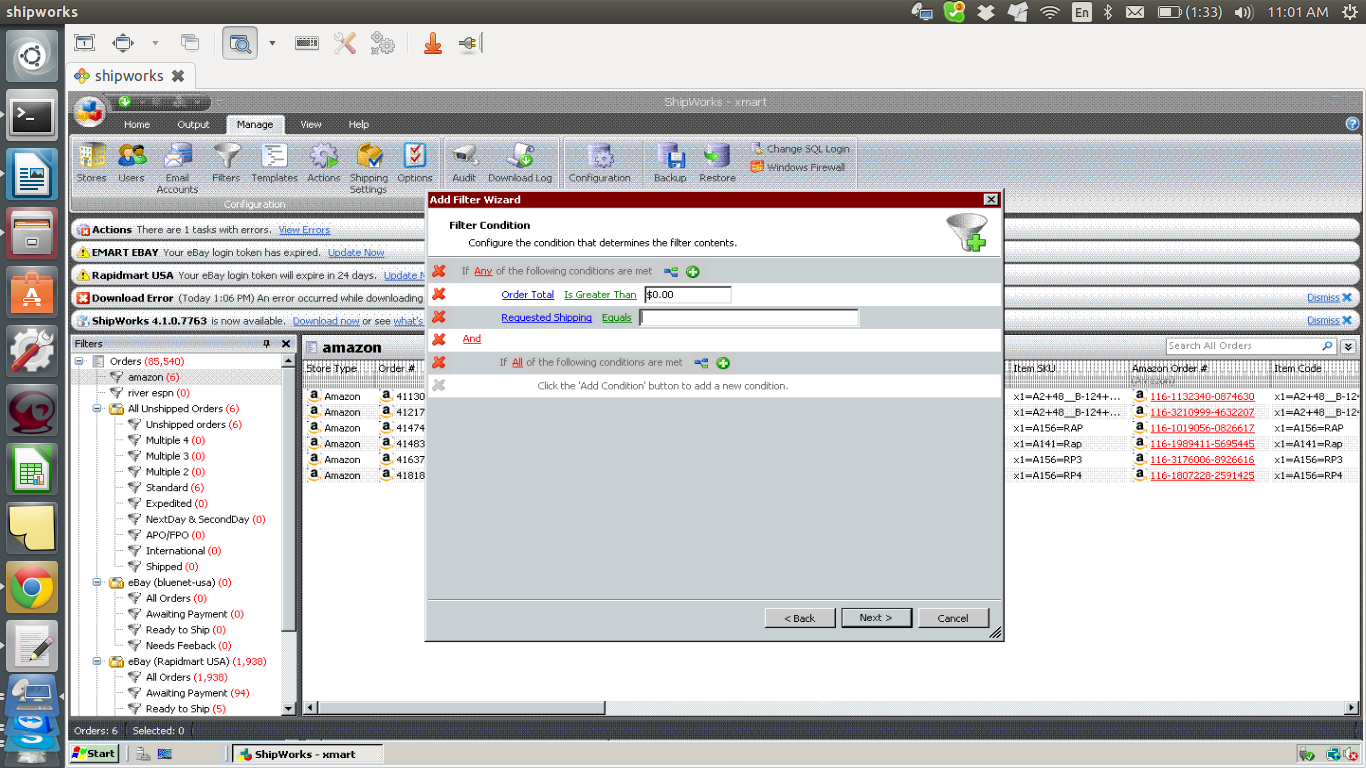 shipworks
En
(1:33)
11:01 AM
shipworks
ShipWorks - xmart
Home Output Manage View Help
Stores Users Email Accounts Filters Templates Actions Shipping Settings Options Audit Download Log Configuration Backup Restore
Change SQL Login
Windows Firewall
Configuration
Actions There are 1 tasks with errors. View Errors
EMART EBAY Your eBay login token has expired. Update Now
Rapidmart USA Your eBay login token will expire in 24 days. Update N
Download Error (Today 1:06 PM) An error occurred while downloading
Dismiss
ShipWorks 4.1.0.7763 is now available. Download now or see what's
Dismiss
Add Filter Wizard
Filter Condition
Configure the condition that determines the filter contents.
If Any of the following conditions are met
Order Total Is Greater Than $0.00
Requested Shipping Equals
And
If All of the following conditions are met
Click the 'Add Condition' button to add a new condition.
< Back Next > Cancel
Filters
Orders (85,540)
amazon (6)
river espn (0)
All Unshipped Orders (6)
Unshipped orders (6)
Multiple 4 (0)
Multiple 3 (0)
Multiple 2 (0)
Standard (6)
Expedited (0)
NextDay & SecondDay (0)
APO/FPO (0)
International (0)
Shipped (0)
eBay (bluenet-usa) (0)
All Orders (0)
Awaiting Payment (0)
Ready to Ship (0)
Needs Feeback (0)
eBay (Rapidmart USA) (1,938)
All Orders (1,938)
Awaiting Payment (94)
Ready to Ship (5)
amazon
Search All Orders
Store Type Order # Item SKU Amazon Order # Item Code
(Amazon)
Amazon 41130 x1=A2+48__B-124+... 116-1132340-0874630 x1=A2+48__B-12
Amazon 41217 x1=A2+48__B-124+... 116-3210999-4632207 x1=A2+48__B-12
Amazon 41474 x1=A156=RAP 116-1019056-0826617 x1=A156=RAP
Amazon 41483 x1=A141=Rap 116-1989411-5695445 x1=A141=Rap
Amazon 41637 x1=A156=RP3 116-3176006-8926616 x1=A156=RP3
Amazon 41818 x1=A156=RP4 116-1807228-2591425 x1=A156=RP4
Orders: 6 Selected: 0
Start
ShipWorks - xmart